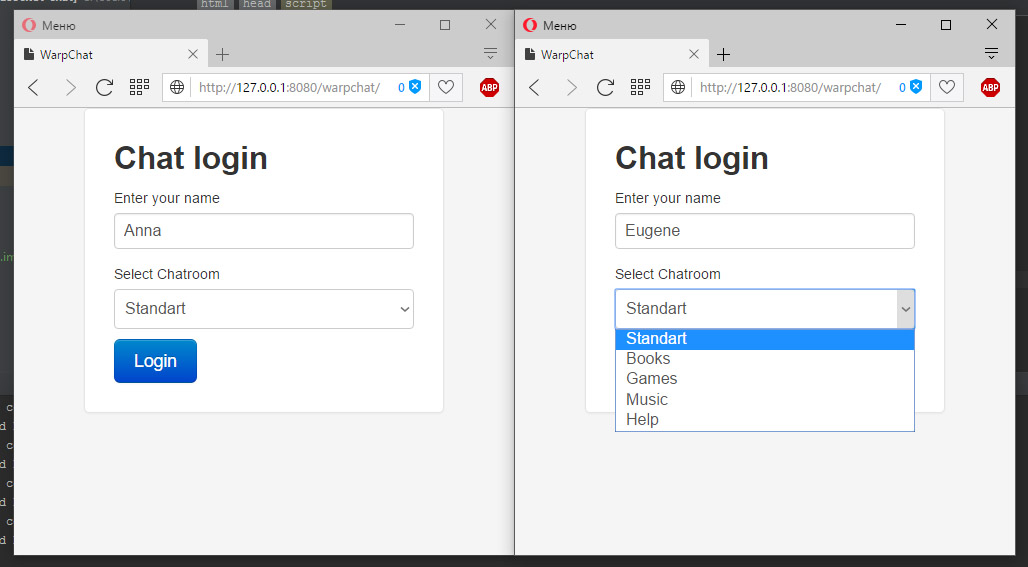 html head script
Меню
WarpChat
http://127.0.0.1:8080/warpchat/ 0 ABP
Chat login
Enter your name
Anna
Select Chatroom
Standart
Login
Меню
WarpChat
http://127.0.0.1:8080/warpchat/ 0 ABP
Chat login
Enter your name
Eugene
Select Chatroom
Standart
Standart
Books
Games
Music
Help
.im
c
d
c
d
c
d
c
d